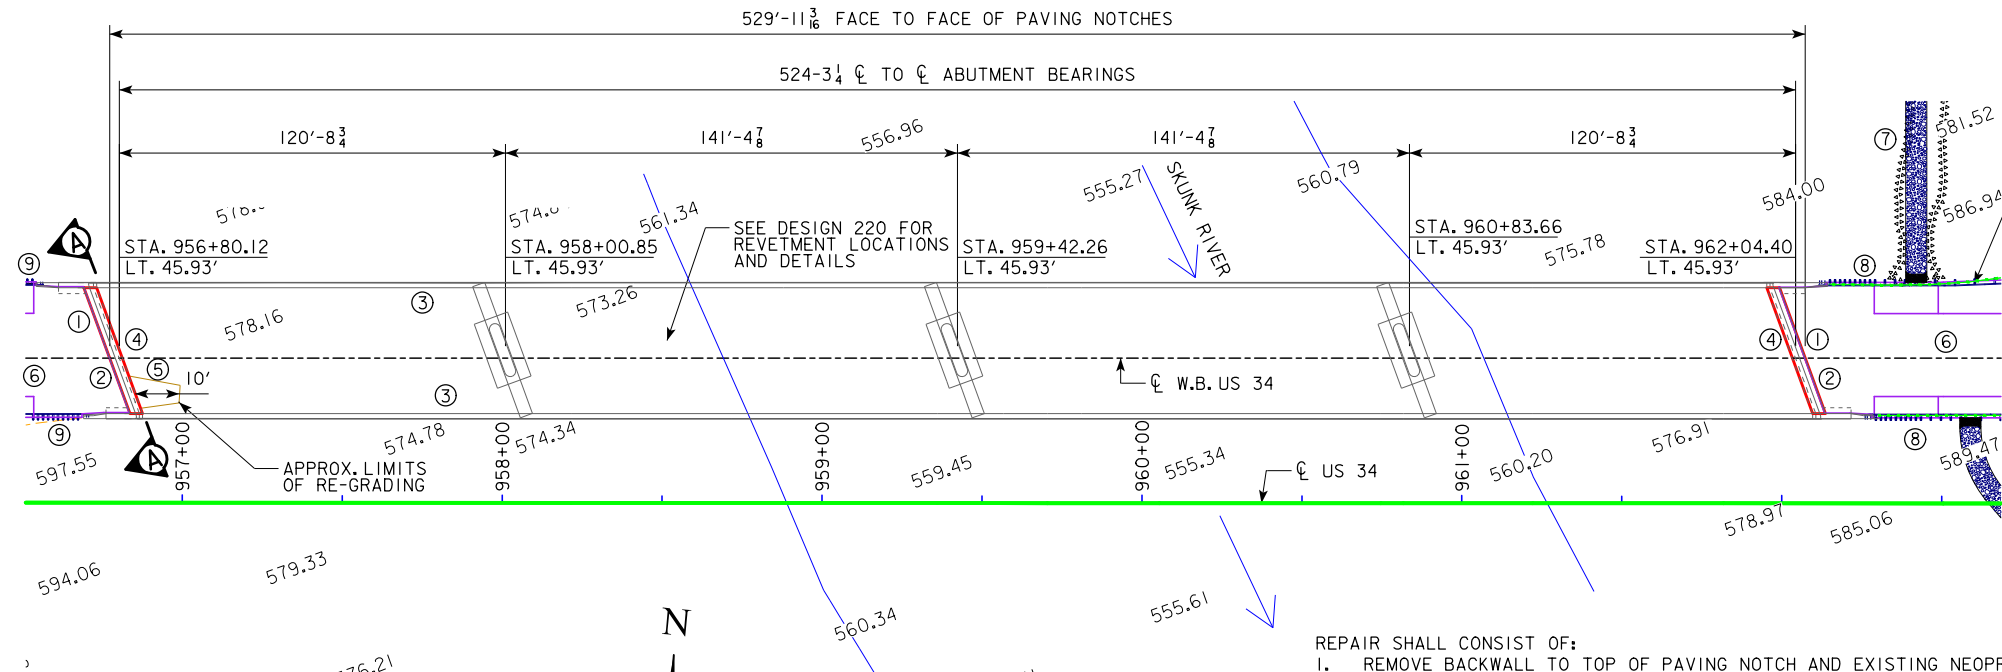 529'-11 3/16 FACE TO FACE OF PAVING NOTCHES
524-3 1/4 ℄ TO ℄ ABUTMENT BEARINGS
120'-8 3/4
141'-4 7/8
141'-4 7/8
120'-8 3/4
556.96
555.27
SKUNK RIVER
560.79
584.00
7
581.52
586.94
574.
561.34
SEE DESIGN 220 FOR
REVETMENT LOCATIONS
AND DETAILS
A
STA. 956+80.12
LT. 45.93'
STA. 958+00.85
LT. 45.93'
STA. 959+42.26
LT. 45.93'
STA. 960+83.66
LT. 45.93'
575.78
STA. 962+04.40
LT. 45.93'
9
8
3
573.26
578.16
1
4
4
1
5
6
2
10'
6
2
3
℄ W.B. US 34
9
8
A
597.55
957+00
APPROX. LIMITS
OF RE-GRADING
574.78
958+00
574.34
959+00
559.45
960+00
555.34
℄ US 34
961+00
560.20
576.91
589.47
578.97
585.06
594.06
579.33
N
560.34
555.61
REPAIR SHALL CONSIST OF:
1. REMOVE BACKWALL TO TOP OF PAVING NOTCH AND EXISTING NEOPR